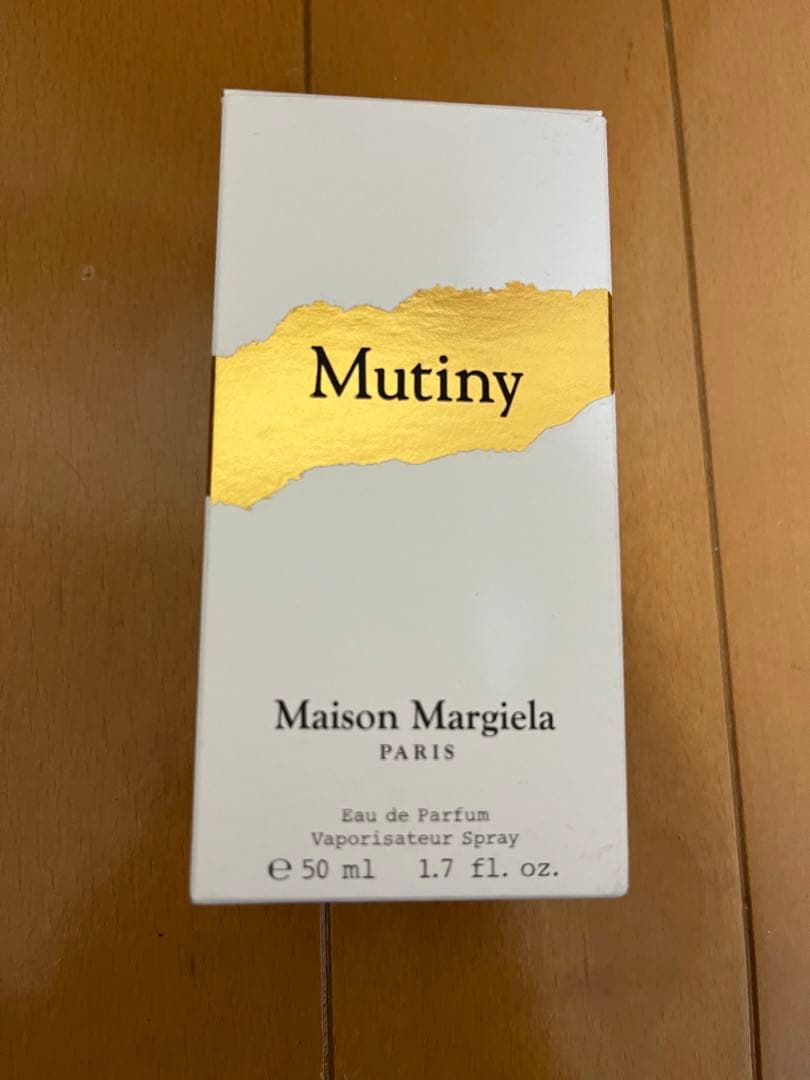 Mutiny
Maison Margiela
PARIS
Eau de Parfum
Vaporisateur Spray
℮ 50 ml 1.7 fl. oz.